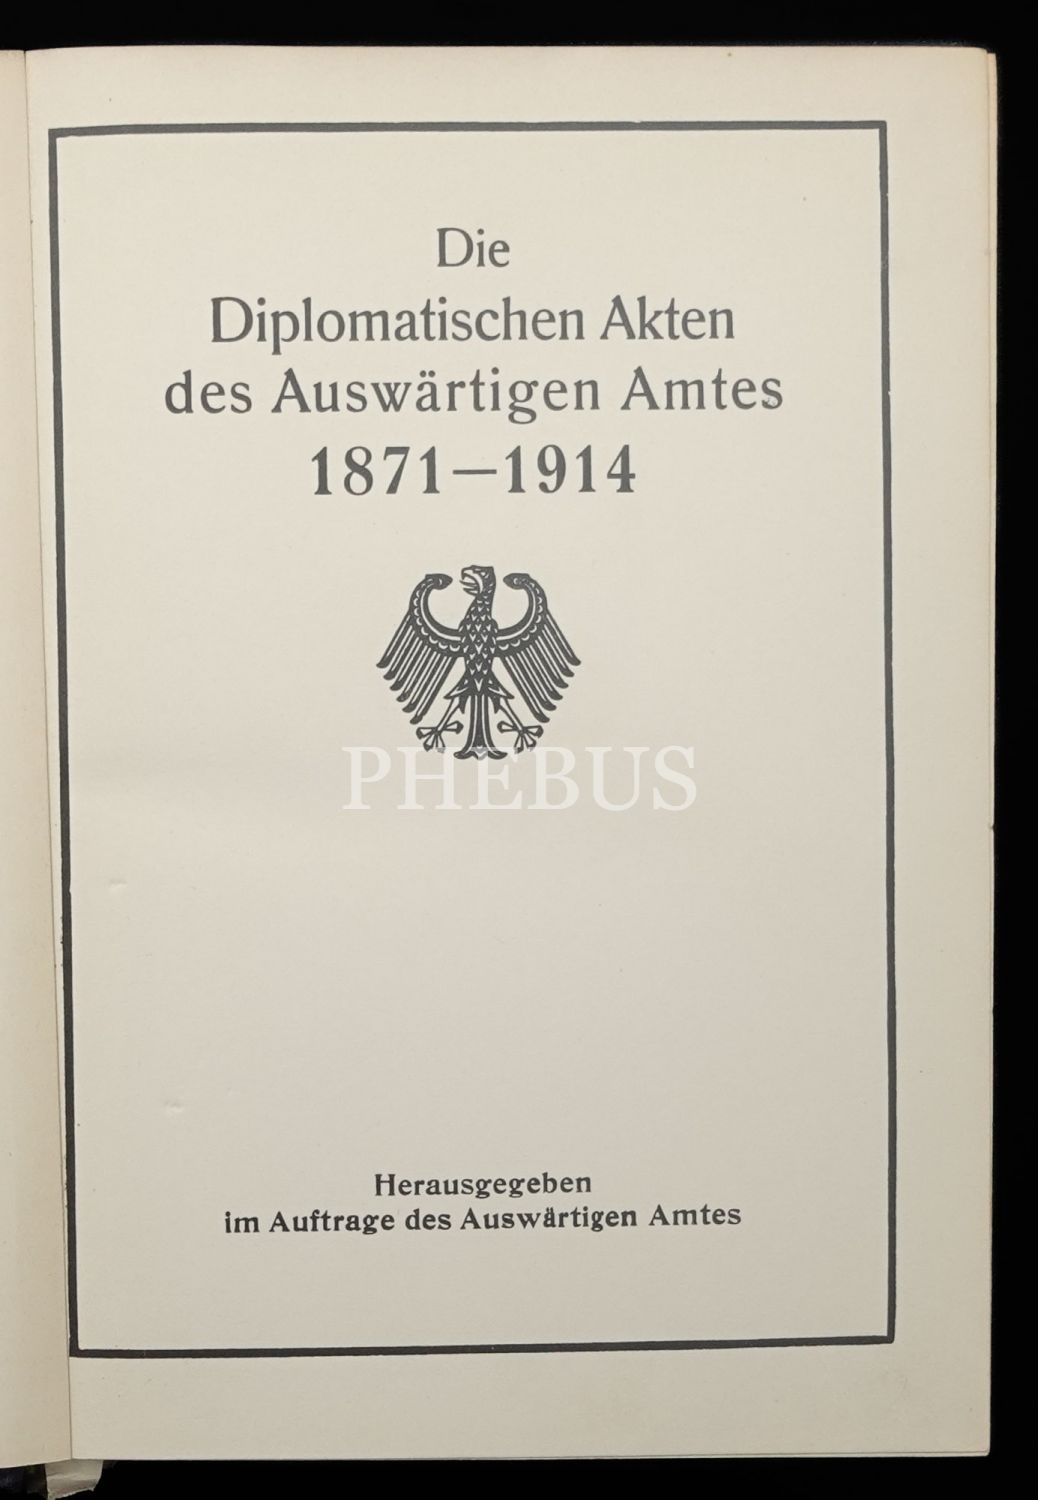 Die
Diplomatischen Akten
des Auswärtigen Amtes
1871—1914
PHEBUS
Herausgegeben
im Auftrage des Auswärtigen Amtes